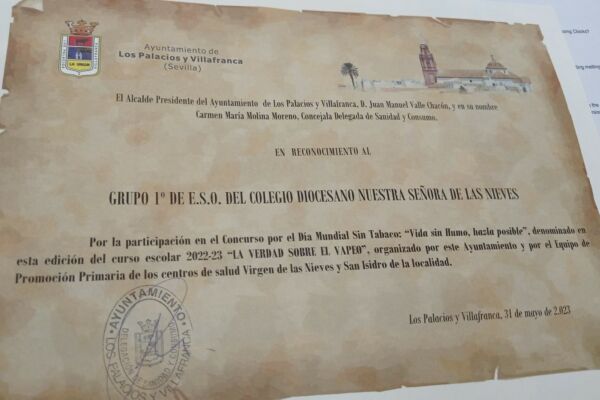 Ayuntamiento de
Los Palacios y Villafranca
(Sevilla)
El Alcalde Presidente del Ayuntamiento de Los Palacios y Villafranca, D. Juan Manuel Valle Chacón, y en su nombre
Carmen María Molina Moreno, Concejala Delegada de Sanidad y Consumo.
EN RECONOCIMIENTO AL
GRUPO 1º DE E.S.O. DEL COLEGIO DIOCESANO NUESTRA SEÑORA DE LAS NIEVES
Por la participación en el Concurso por el Día Mundial Sin Tabaco: “Vida sin Humo, hazlo posible”, denominado en
esta edición del curso escolar 2022-23 “LA VERDAD SOBRE EL VAPEO”, organizado por este Ayuntamiento y por el Equipo de
Promoción Primaria de los centros de salud Virgen de las Nieves y San Isidro de la localidad.
Los Palacios y Villafranca, 31 de mayo de 2.023
AYUNTAMIENTO
DELEGACIÓN DE SANIDAD Y CONSUMO
LOS PALACIOS Y VILLAFRANCA